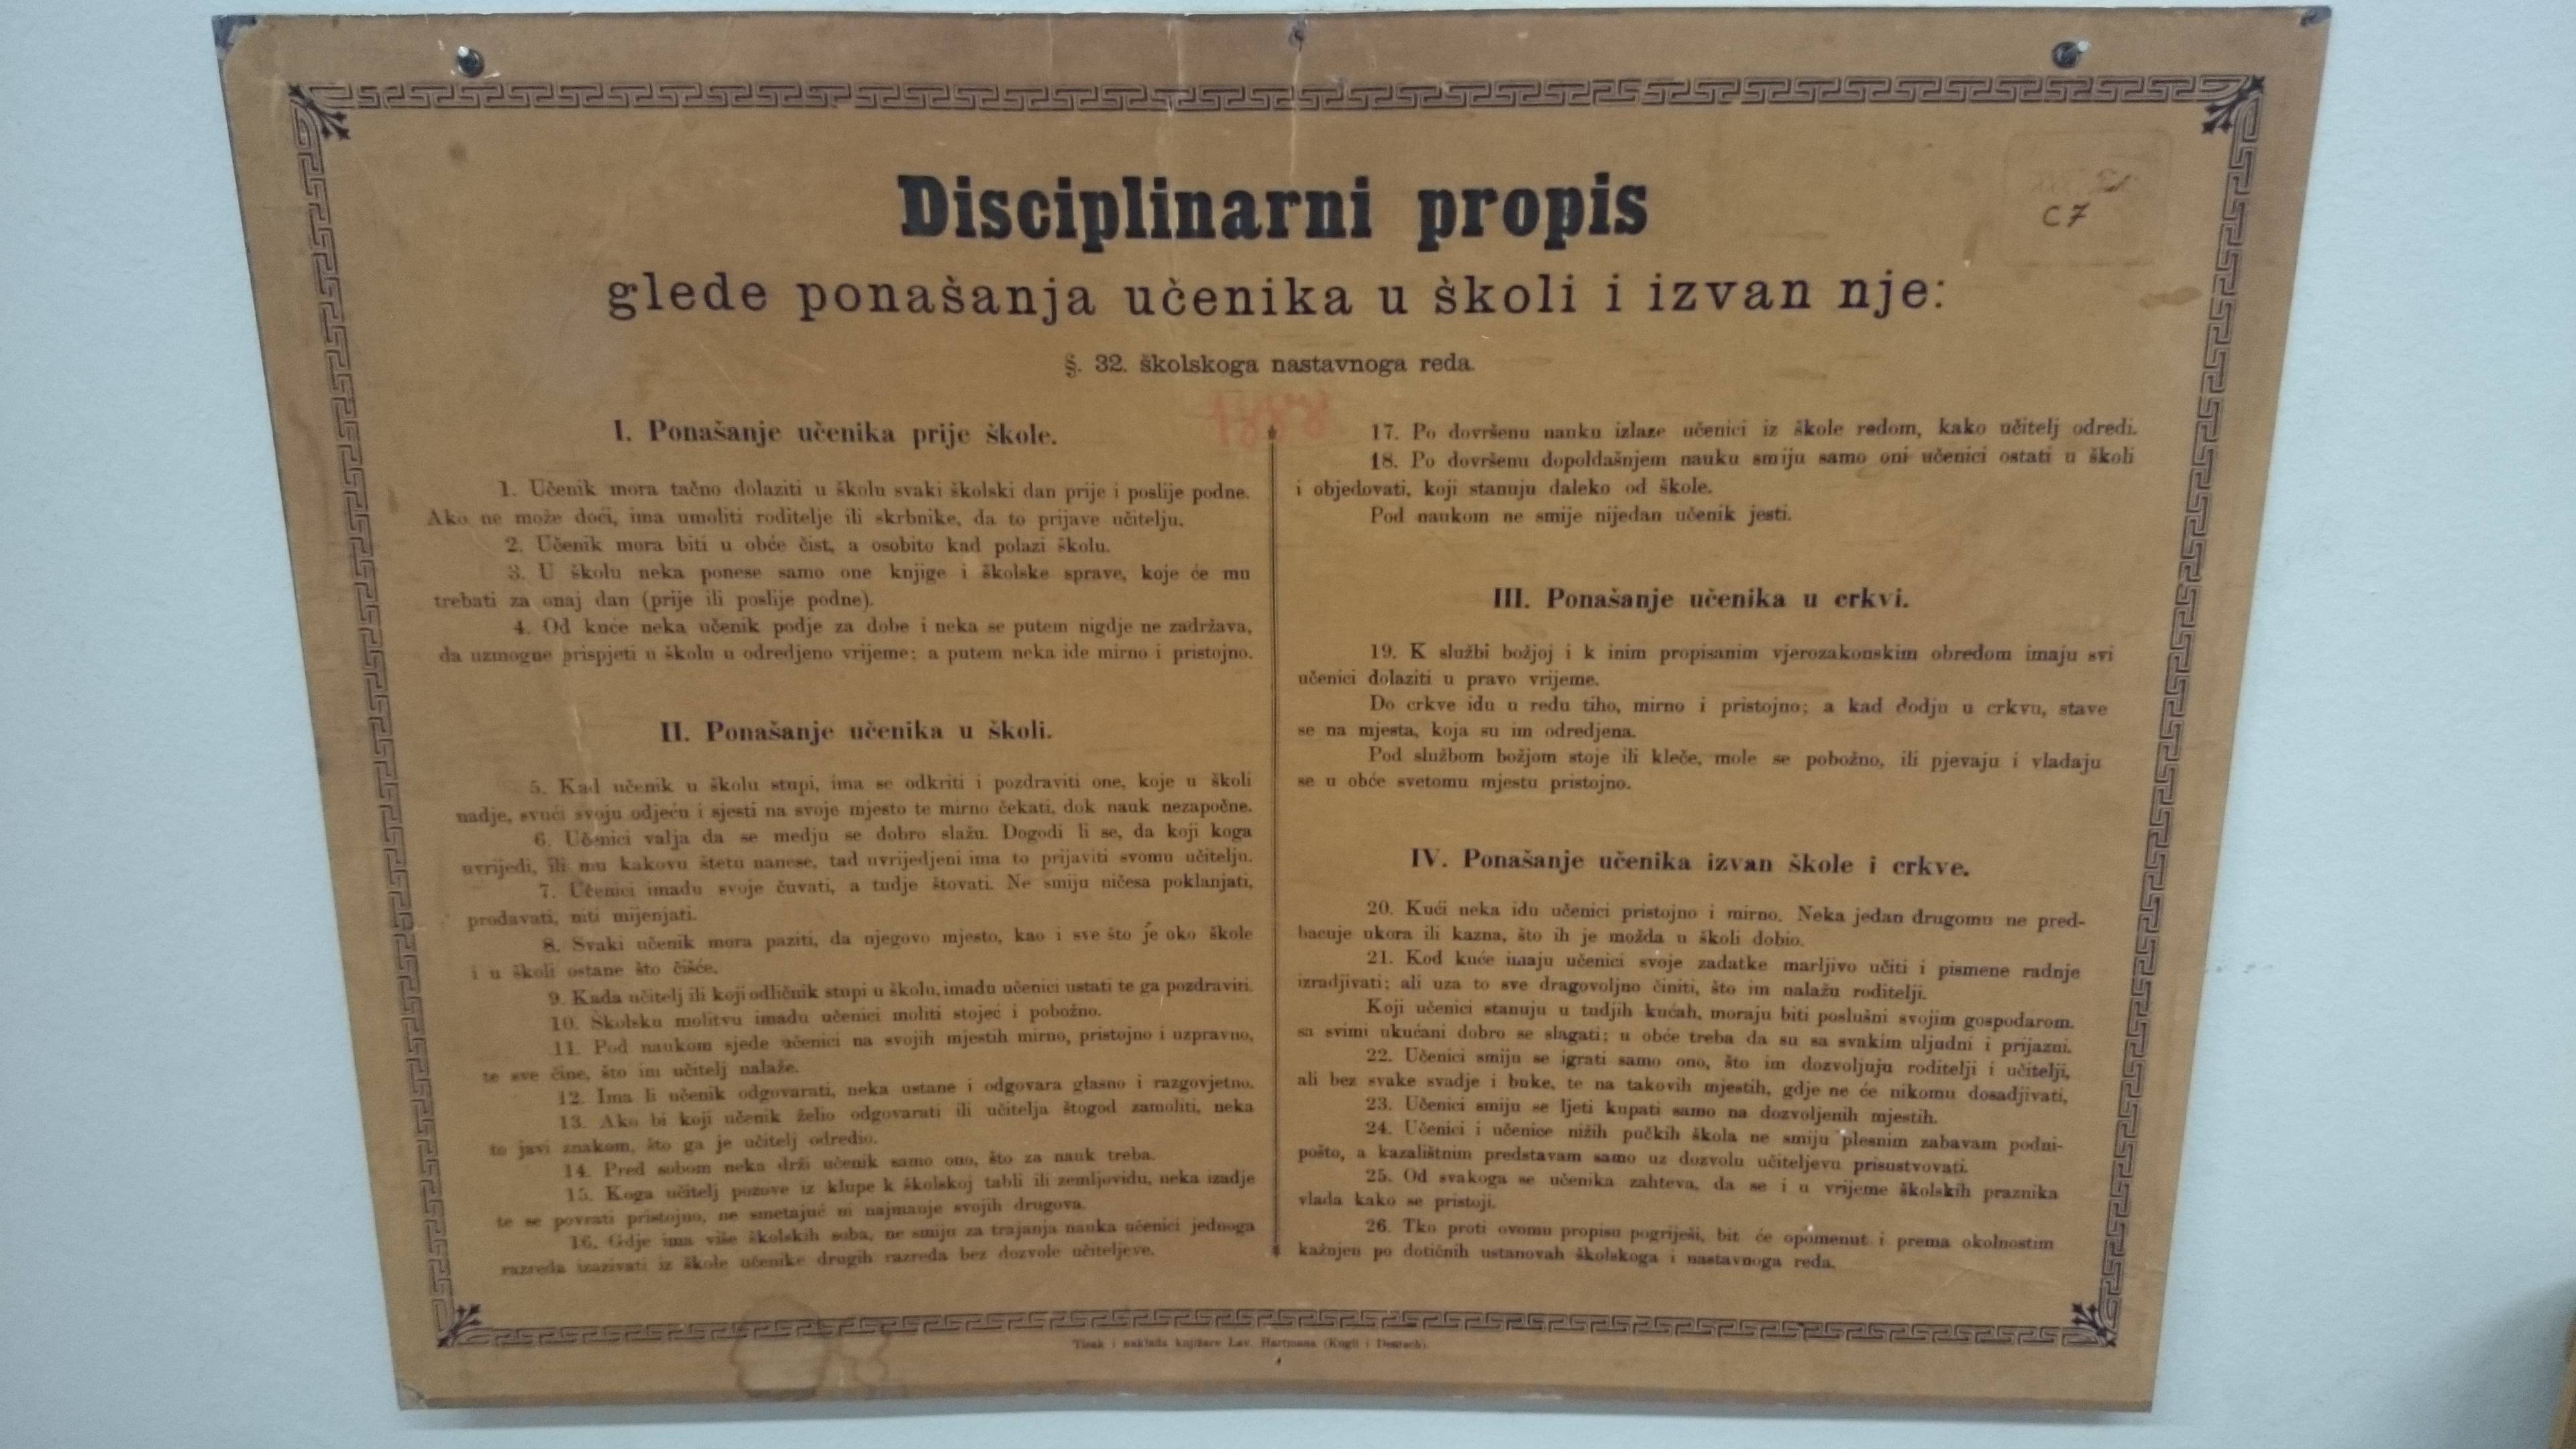 C7
Disciplinarni propis
glede ponašanja učenika u školi i izvan nje:
§. 32. školskoga nastavnoga reda.
1888
I. Ponašanje učenika prije škole.
1. Učenik mora tačno dolaziti u školu svaki školski dan prije i poslije podne.
Ako ne može doći, ima umoliti roditelje ili skrbnike, da to prijave učitelju.
2. Učenik mora biti u obće čist, a osobito kad polazi školu.
3. U školu neka ponese samo one knjige i školske sprave, koje će mu
trebati za onaj dan (prije ili poslije podne).
4. Od kuće neka učenik podje za dobe i neka se putem nigdje ne zadržava,
da uzmogne prispjeti u školu u odredjeno vrijeme; a putem neka ide mirno i pristojno.
II. Ponašanje učenika u školi.
5. Kad učenik u školu stupi, ima se odkriti i pozdraviti one, koje u školi
nadje, svući svoju odjeću i sjesti na svoje mjesto te mirno čekati, dok nauk nezapočne.
6. Učenici valja da se medju se dobro slažu. Dogodi li se, da koji koga
uvrijedi, ili mu kakovu štetu nanese, tad uvrijedjeni ima to prijaviti svomu učitelju.
7. Učenici imadu svoje čuvati, a tudje štovati. Ne smiju ničesa poklanjati,
prodavati, niti mijenjati.
8. Svaki učenik mora paziti, da njegovo mjesto, kao i sve što je oko škole
i u školi ostane što čišće.
9. Kada učitelj ili koji odličnik stupi u školu, imadu učenici ustati te ga pozdraviti.
10. Školsku molitvu imadu učenici moliti stojeć i pobožno.
11. Pod naukom sjede učenici na svojih mjestih mirno, pristojno i uzpravno,
te sve čine, što im učitelj nalaže.
12. Ima li učenik odgovarati, neka ustane i odgovara glasno i razgovjetno.
13. Ako bi koji učenik želio odgovarati ili učitelja štogod zamoliti, neka
to javi znakom, što ga je učitelj odredio.
14. Pred sobom neka drži učenik samo ono, što za nauk treba.
15. Koga učitelj pozove iz klupe k školskoj tabli ili zemljovidu, neka izadje
te se povrati pristojno, ne smetajuć ni najmanje svojih drugova.
16. Gdje ima više školskih soba, ne smiju za trajanja nauka učenici jednoga
razreda izazivati iz škole učenike drugih razreda bez dozvole učiteljeve.
17. Po dovršenu nauku izlaze učenici iz škole redom, kako učitelj odredi.
18. Po dovršenu dopoldašnjem nauku smiju samo oni učenici ostati u školi
i objedovati, koji stanuju daleko od škole.
Pod naukom ne smije nijedan učenik jesti.
III. Ponašanje učenika u crkvi.
19. K službi božjoj i k inim propisanim vjerozakonskim obredom imaju svi
učenici dolaziti u pravo vrijeme.
Do crkve idu u redu tiho, mirno i pristojno; a kad dodju u crkvu, stave
se na mjesta, koja su im odredjena.
Pod službom božjom stoje ili kleče, mole se pobožno, ili pjevaju i vladaju
se u obće svetomu mjestu pristojno.
IV. Ponašanje učenika izvan škole i crkve.
20. Kući neka idu učenici pristojno i mirno. Neka jedan drugomu ne pred-
bacuje ukora ili kazna, što ih je možda u školi dobio.
21. Kod kuće imaju učenici svoje zadatke marljivo učiti i pismene radnje
izradjivati; ali uza to sve dragovoljno činiti, što im nalažu roditelji.
Koji učenici stanuju u tudjih kućah, moraju biti poslušni svojim gospodarom.
sa svimi ukućani dobro se slagati; u obće treba da su sa svakim uljudni i prijazni.
22. Učenici smiju se igrati samo ono, što im dozvoljuju roditelji i učitelji,
ali bez svake svadje i buke, te na takovih mjestih, gdje ne će nikomu dosadjivati,
23. Učenici smiju se ljeti kupati samo na dozvoljenih mjestih.
24. Učenici i učenice nižih pučkih škola ne smiju plesnim zabavam podni-
pošto, a kazalištnim predstavam samo uz dozvolu učiteljevu prisustvovati.
25. Od svakoga se učenika zahteva, da se i u vrijeme školskih praznika
vlada kako se pristoji.
26. Tko proti ovomu propisu pogriješi, bit će opomenut i prema okolnostim
kažnjen po dotičnih ustanovah školskoga i nastavnoga reda.
Tisak i naklada knjižare Lav. Hartmana (Kugli i Deutsch).